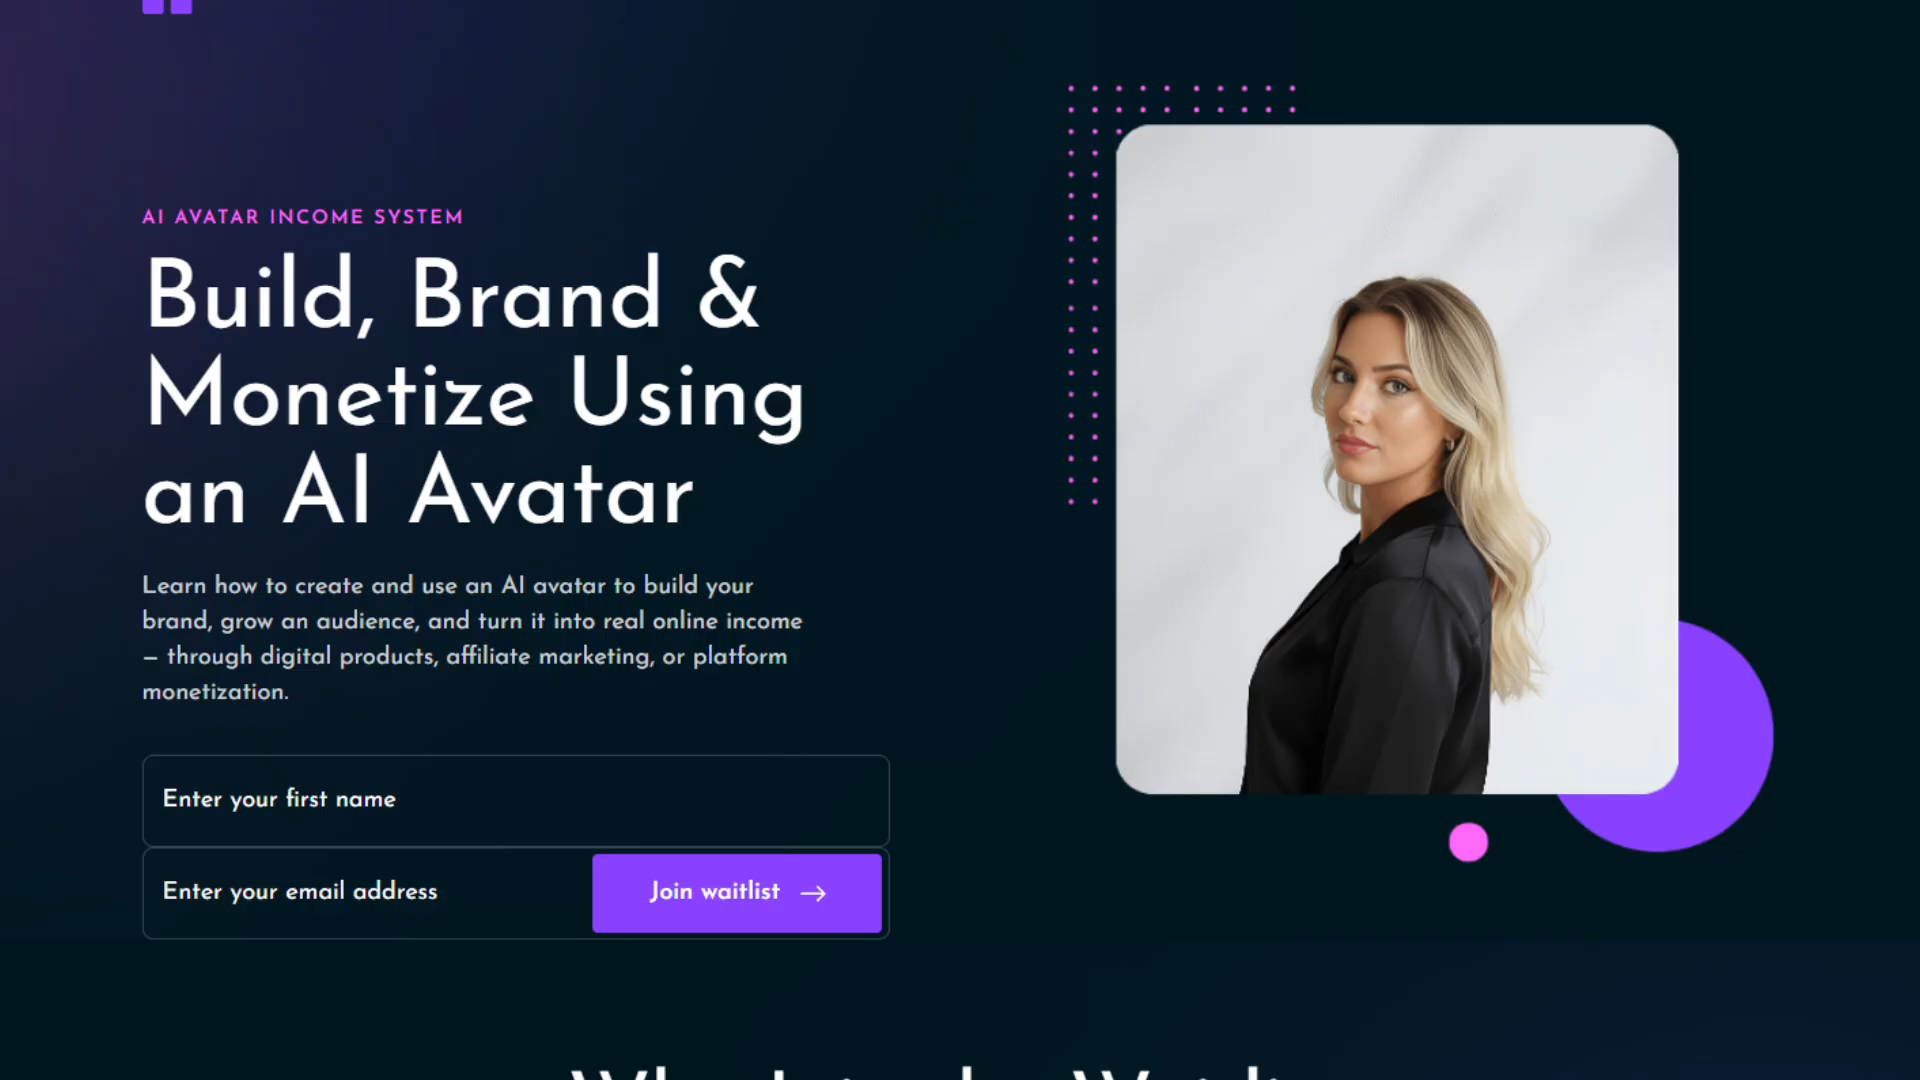 AI AVATAR INCOME SYSTEM
Build, Brand &
Monetize Using
an AI Avatar
Learn how to create and use an AI avatar to build your
brand, grow an audience, and turn it into real online income
– through digital products, affiliate marketing, or platform
monetization.
Enter your first name
Enter your email address
Join waitlist →